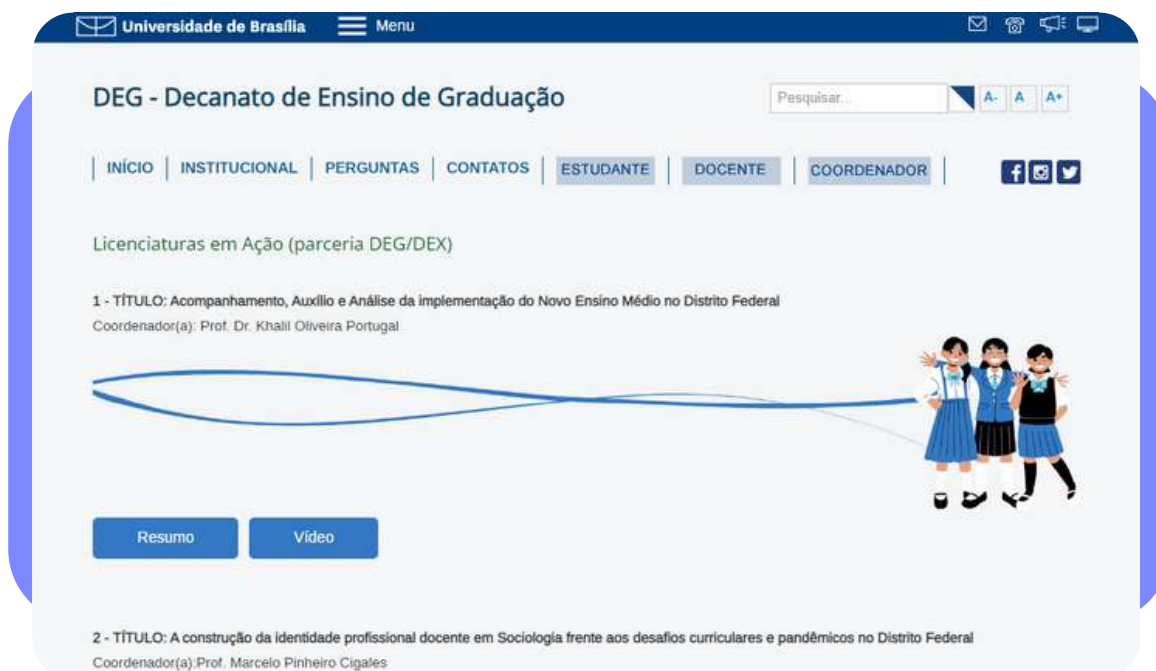 Universidade de Brasília Menu
DEG - Decanato de Ensino de Graduação
Pesquisar...
A- A A+
INÍCIO INSTITUCIONAL PERGUNTAS CONTATOS ESTUDANTE DOCENTE COORDENADOR
Licenciaturas em Ação (parceria DEG/DEX)
1 - TÍTULO: Acompanhamento, Auxílio e Análise da implementação do Novo Ensino Médio no Distrito Federal
Coordenador(a): Prof. Dr. Khalil Oliveira Portugal
Resumo Vídeo
2 - TÍTULO: A construção da identidade profissional docente em Sociologia frente aos desafios curriculares e pandêmicos no Distrito Federal
Coordenador(a):Prof. Marcelo Pinheiro Cigales